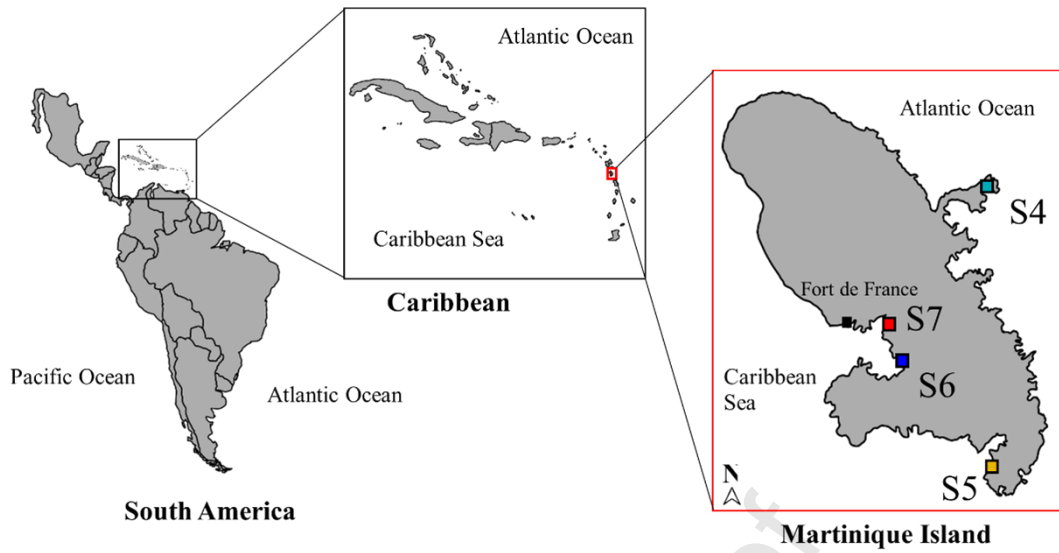 Pacific Ocean
Atlantic Ocean
South America
Atlantic Ocean
Caribbean Sea
Caribbean
Atlantic Ocean
S4
Fort de France
S7
S6
Caribbean
Sea
S5
N
Martinique Island
of